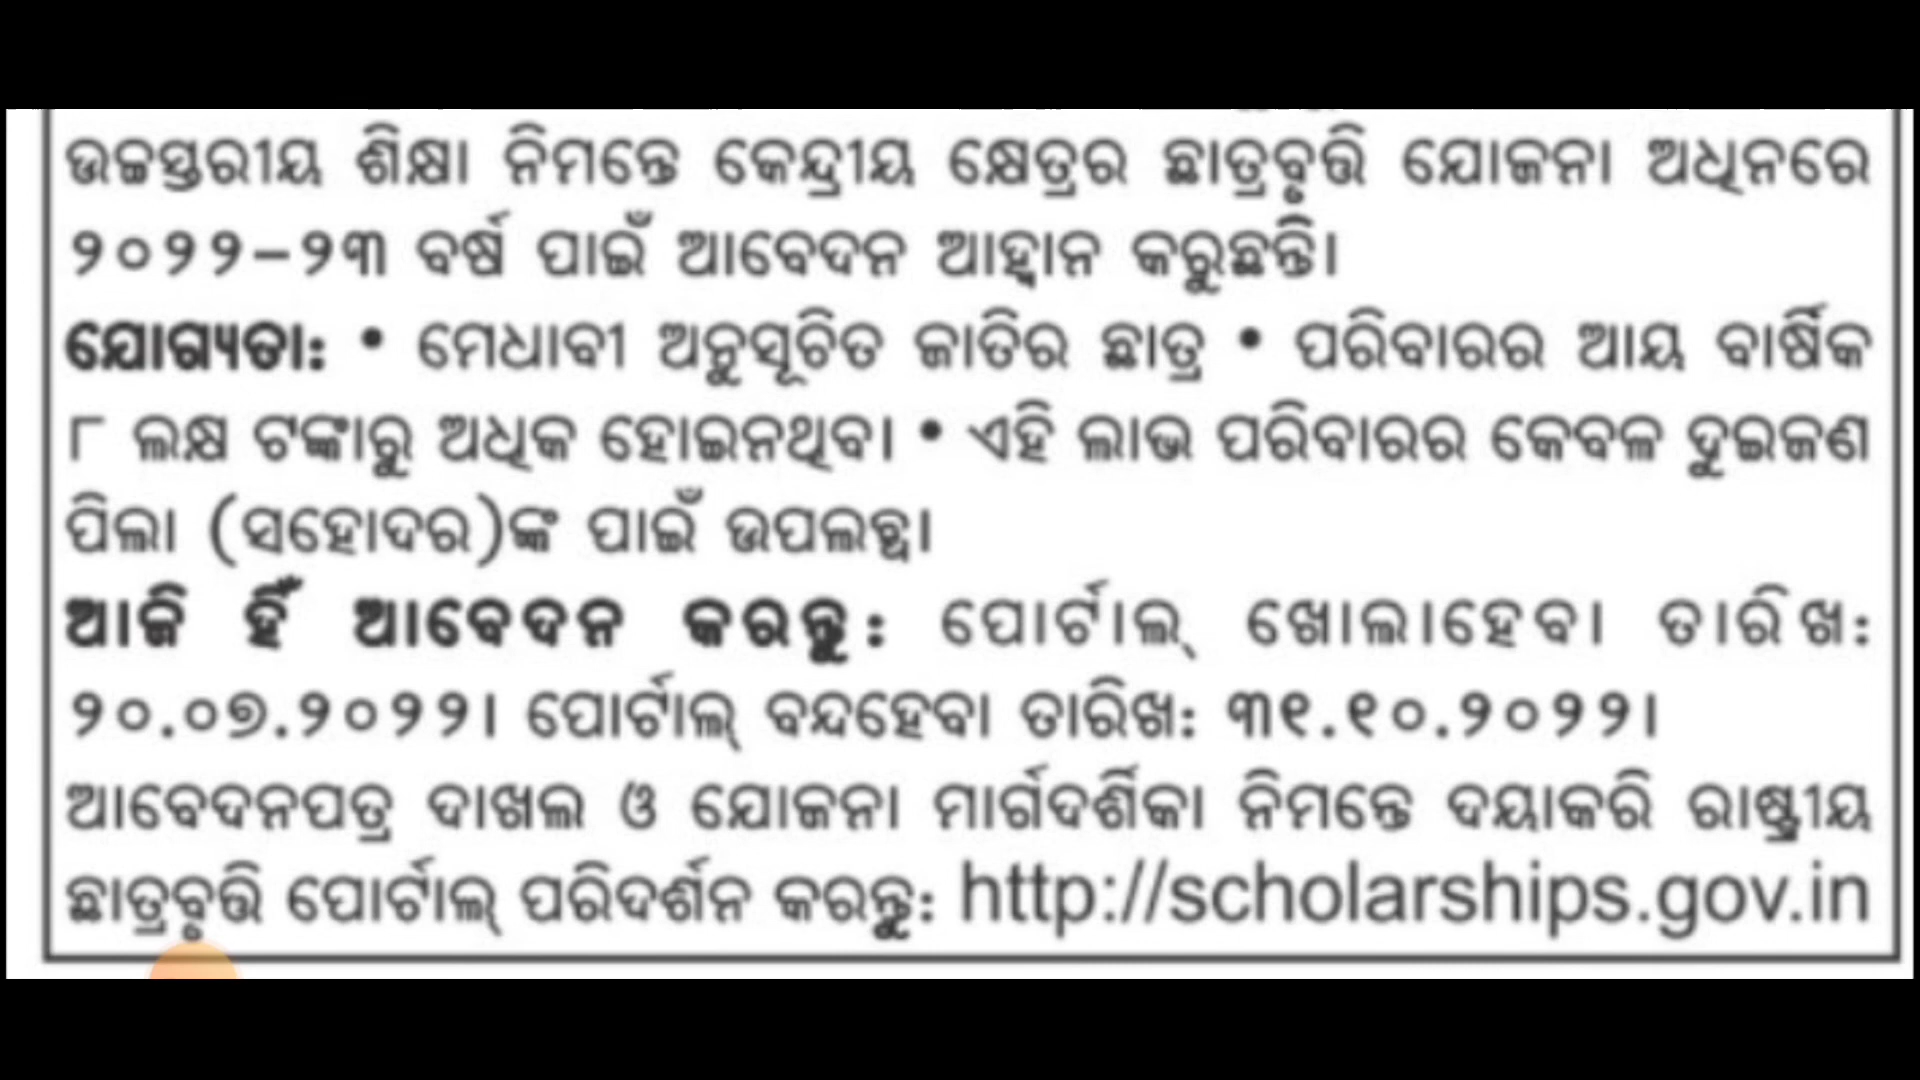 ଉଚ୍ଚସ୍ତରୀୟ ଶିକ୍ଷା ନିମନ୍ତେ କେନ୍ଦ୍ରୀୟ କ୍ଷେତ୍ରର ଛାତ୍ରବୃତ୍ତି ଯୋଜନା ଅଧିନରେ
୨୦୨୨–୨୩ ବର୍ଷ ପାଇଁ ଆବେଦନ ଆହ୍ୱାନ କରୁଛନ୍ତି।
ଯୋଗ୍ୟତା: • ମେଧାବୀ ଅନୁସୂଚିତ ଜାତିର ଛାତ୍ର • ପରିବାରର ଆୟ ବାର୍ଷିକ
୮ ଲକ୍ଷ ଟଙ୍କାରୁ ଅଧିକ ହୋଇନଥିବ। • ଏହି ଲାଭ ପରିବାରର କେବଳ ଦୁଇଜଣ
ପିଲା (ସହୋଦର)ଙ୍କ ପାଇଁ ଉପଲବ୍ଧ।
ଆଜି ହିଁ ଆବେଦନ କରନ୍ତୁ: ପୋର୍ଟାଲ୍ ଖୋଲାହେବା ତାରିଖ:
୨୦.୦୭.୨୦୨୨। ପୋର୍ଟାଲ୍ ବନ୍ଦହେବା ତାରିଖ: ୩୧.୧୦.୨୦୨୨।
ଆବେଦନପତ୍ର ଦାଖଲ ଓ ଯୋଜନା ମାର୍ଗଦର୍ଶିକା ନିମନ୍ତେ ଦୟାକରି ରାଷ୍ଟ୍ରୀୟ
ଛାତ୍ରବୃତ୍ତି ପୋର୍ଟାଲ୍ ପରିଦର୍ଶନ କରନ୍ତୁ: http://scholarships.gov.in